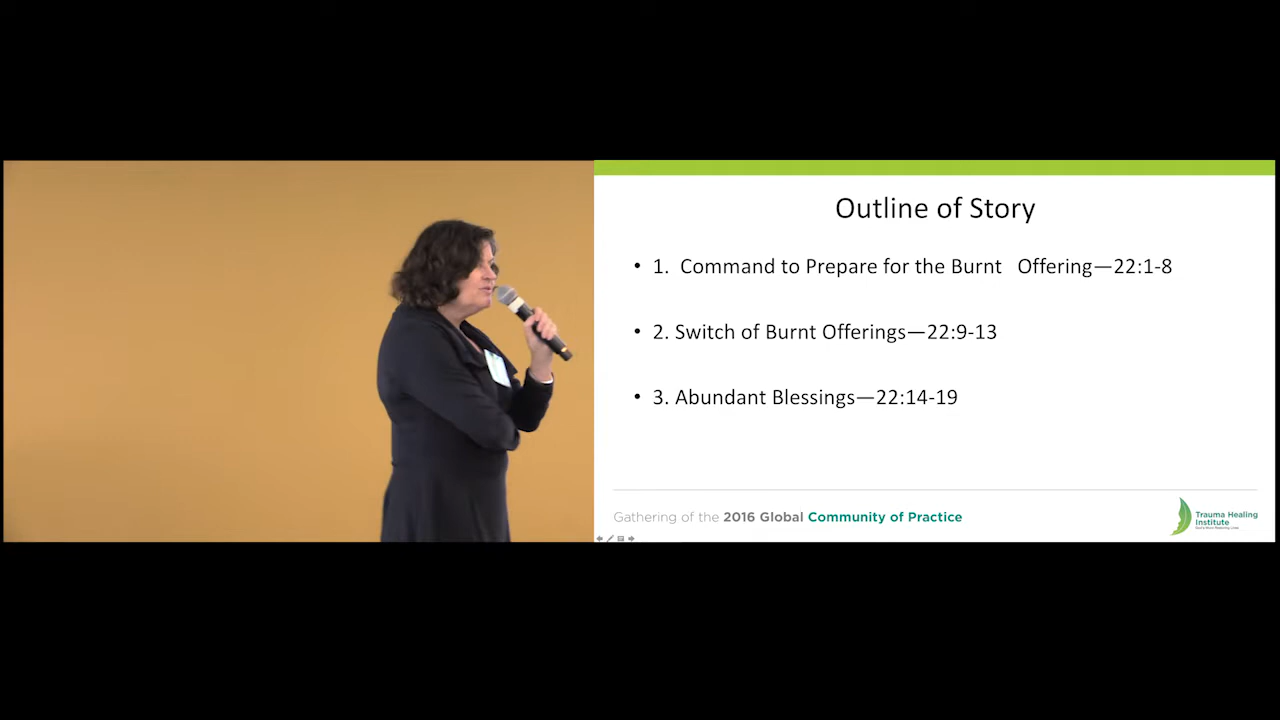 Outline of Story
• 1. Command to Prepare for the Burnt Offering—22:1-8
• 2. Switch of Burnt Offerings—22:9-13
• 3. Abundant Blessings—22:14-19
Gathering of the 2016 Global Community of Practice
Trauma Healing
Institute